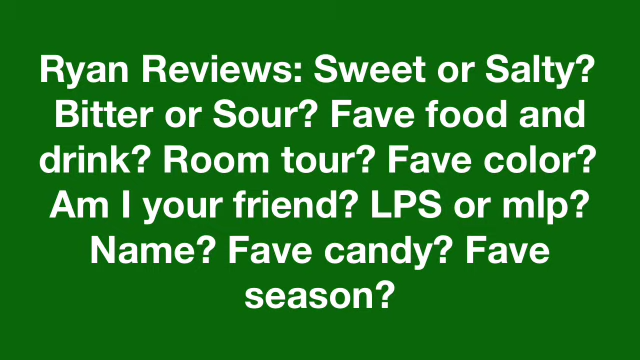 Ryan Reviews: Sweet or Salty?
Bitter or Sour? Fave food and
drink? Room tour? Fave color?
Am I your friend? LPS or mlp?
Name? Fave candy? Fave
season?